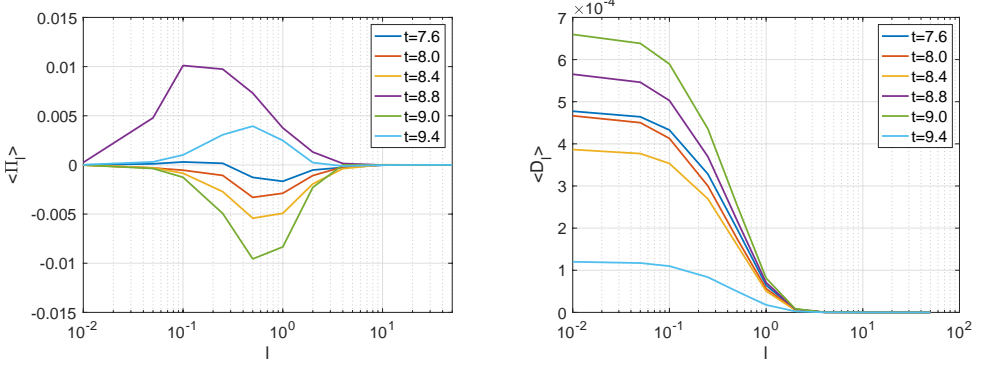 0.015
0.01
0.005
0
-0.005
-0.01
-0.015
<Π_l>
10^-2
10^-1
10^0
10^1
l
t=7.6
t=8.0
t=8.4
t=8.8
t=9.0
t=9.4
×10^-4
7
6
5
4
3
2
1
0
<D_l>
10^-2
10^-1
10^0
10^1
10^2
l
t=7.6
t=8.0
t=8.4
t=8.8
t=9.0
t=9.4